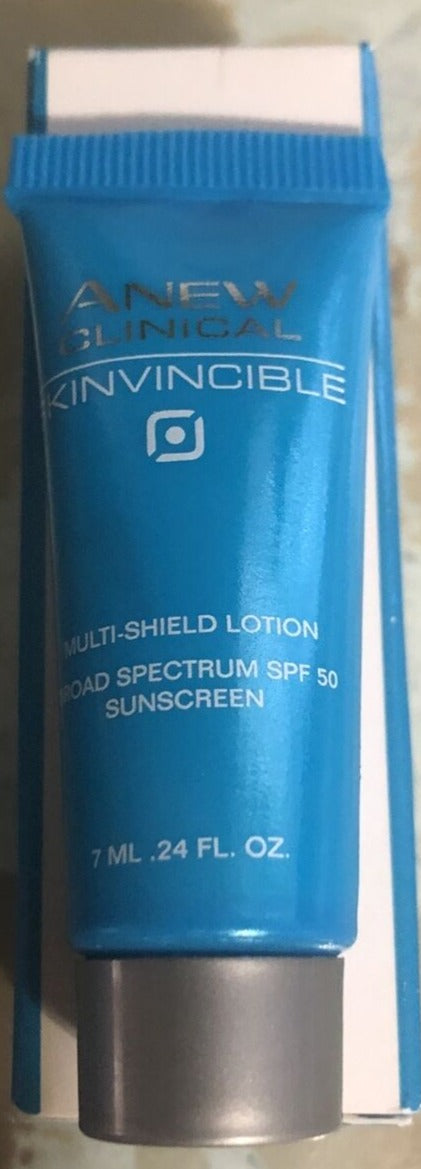 ANEW
CLINICAL
KINVINCIBLE
MULTI-SHIELD LOTION
ROAD SPECTRUM SPF 50
SUNSCREEN
7 ML .24 FL. OZ.